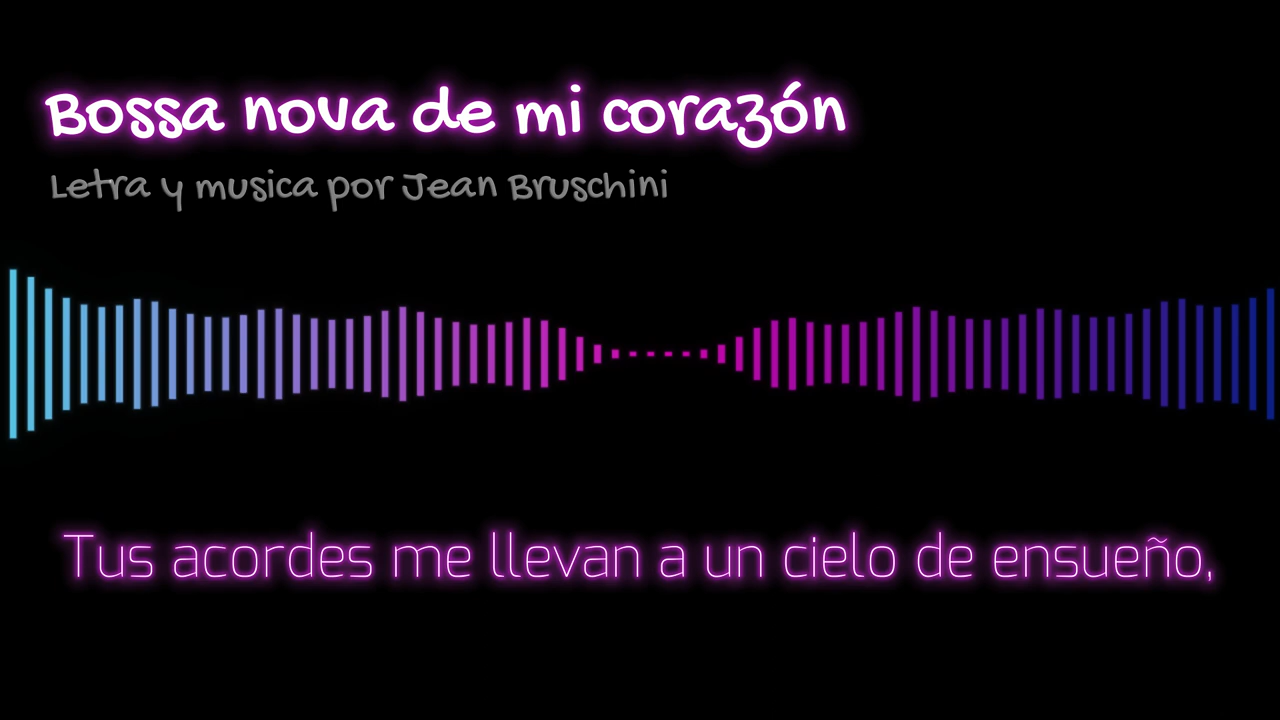 Bossa nova de mi corazón
Letra y musica por Jean Bruschini
Tus acordes me llevan a un cielo de ensueño,